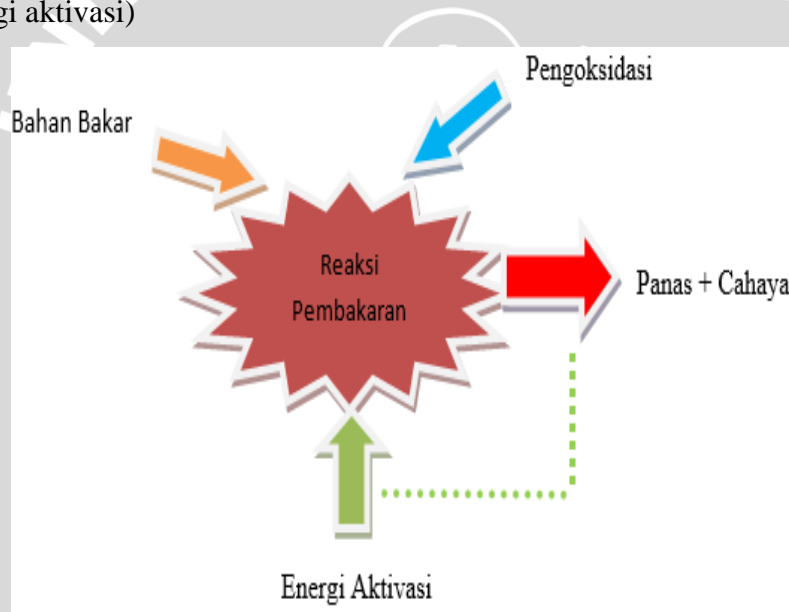 gi aktivasi)
Pengoksidasi
Bahan Bakar
Reaksi
Pembakaran
Panas + Cahaya
Energi Aktivasi